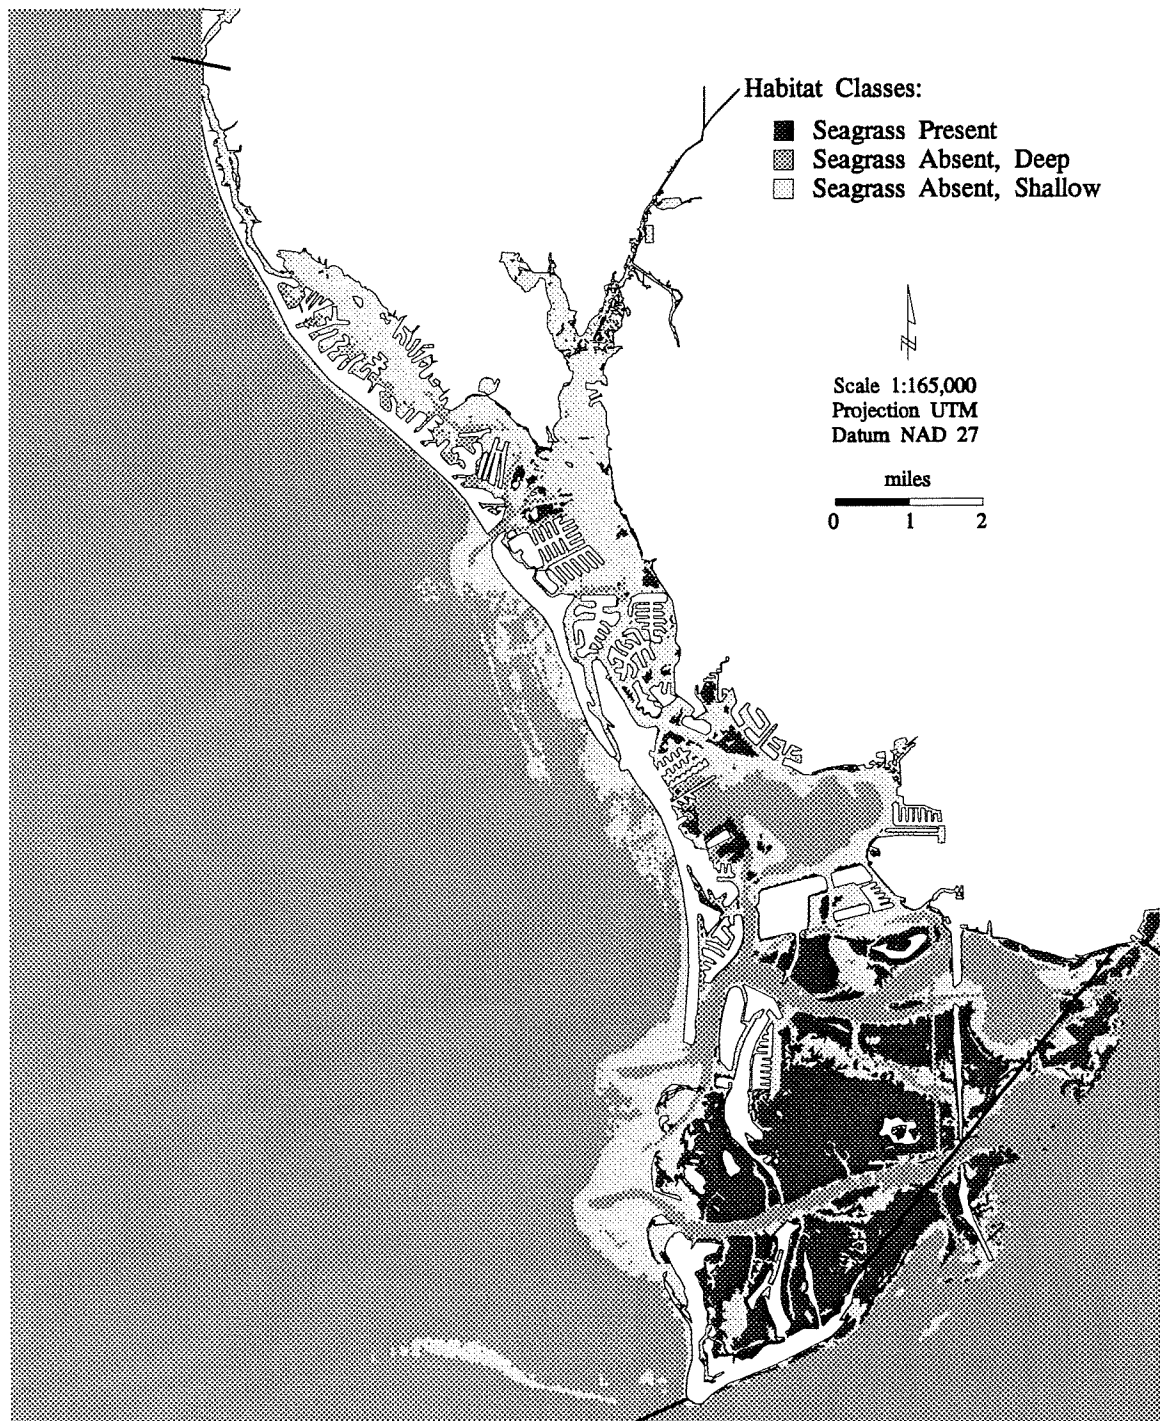 Habitat Classes:
Seagrass Present
Seagrass Absent, Deep
Seagrass Absent, Shallow
N
Scale 1:165,000
Projection UTM
Datum NAD 27
miles
0 1 2